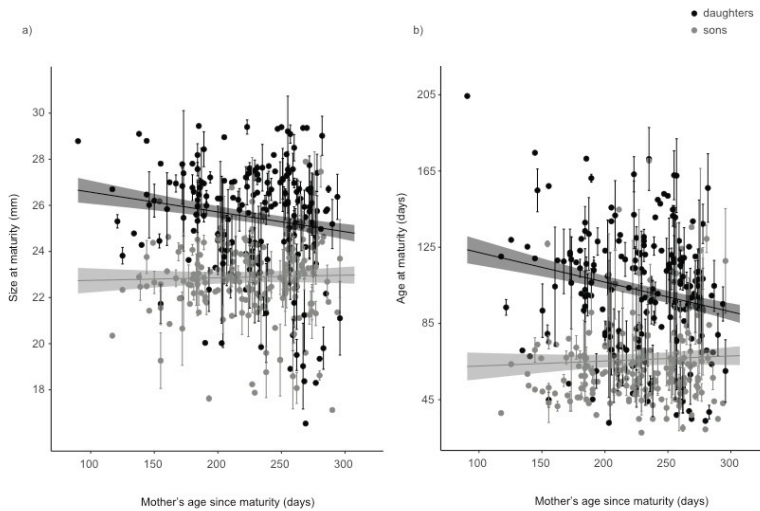 daughters
sons
a)
b)
Size at maturity (mm)
30
28
26
24
22
20
18
100
150
200
250
300
Mother's age since maturity (days)
Age at maturity (days)
205
165
125
85
45
100
150
200
250
300
Mother's age since maturity (days)